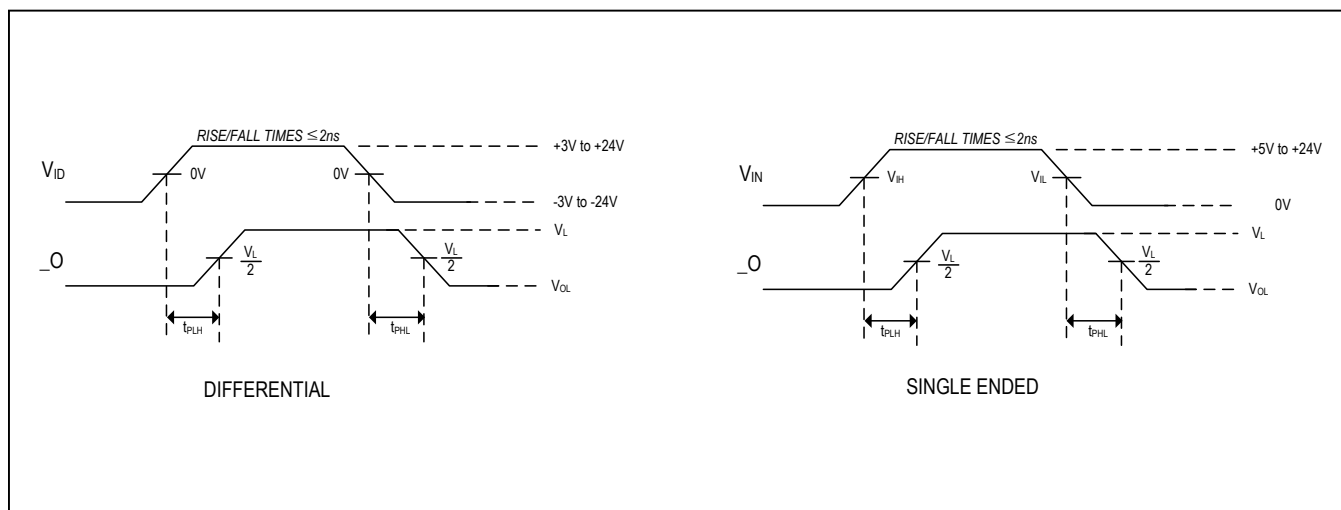 RISE/FALL TIMES ≤2ns
+3V to +24V
V_ID
0V
0V
-3V to -24V
V_L
_O
V_L
2
V_L
2
V_OL
t_PLH
t_PHL
DIFFERENTIAL
RISE/FALL TIMES ≤2ns
+5V to +24V
V_IN
V_IH
V_IL
0V
V_L
_O
V_L
2
V_L
2
V_OL
t_PLH
t_PHL
SINGLE ENDED